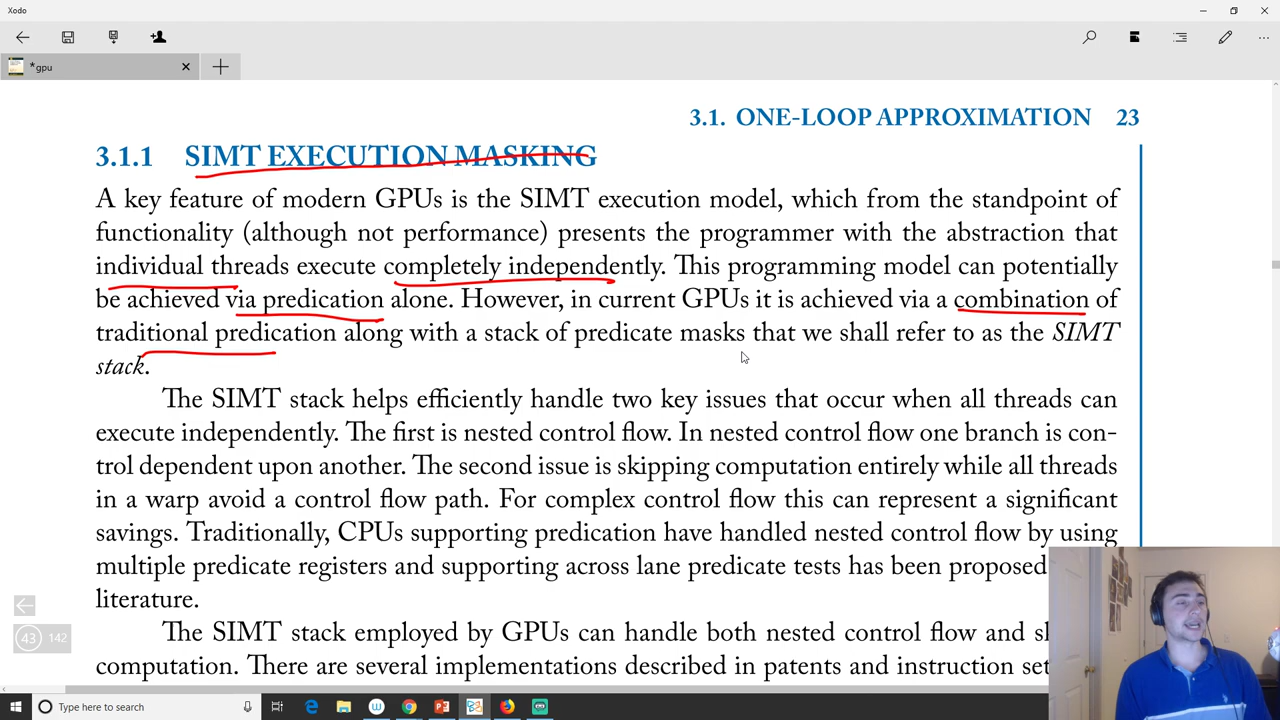 Xodo
*gpu
3.1. ONE-LOOP APPROXIMATION 23
3.1.1 SIMT EXECUTION MASKING
A key feature of modern GPUs is the SIMT execution model, which from the standpoint of
functionality (although not performance) presents the programmer with the abstraction that
individual threads execute completely independently. This programming model can potentially
be achieved via predication alone. However, in current GPUs it is achieved via a combination of
traditional predication along with a stack of predicate masks that we shall refer to as the SIMT
stack.
The SIMT stack helps efficiently handle two key issues that occur when all threads can
execute independently. The first is nested control flow. In nested control flow one branch is con-
trol dependent upon another. The second issue is skipping computation entirely while all threads
in a warp avoid a control flow path. For complex control flow this can represent a significant
savings. Traditionally, CPUs supporting predication have handled nested control flow by using
multiple predicate registers and supporting across lane predicate tests has been proposed
literature.
The SIMT stack employed by GPUs can handle both nested control flow and
computation. There are several implementations described in patents and instruction set
43 142
Type here to search